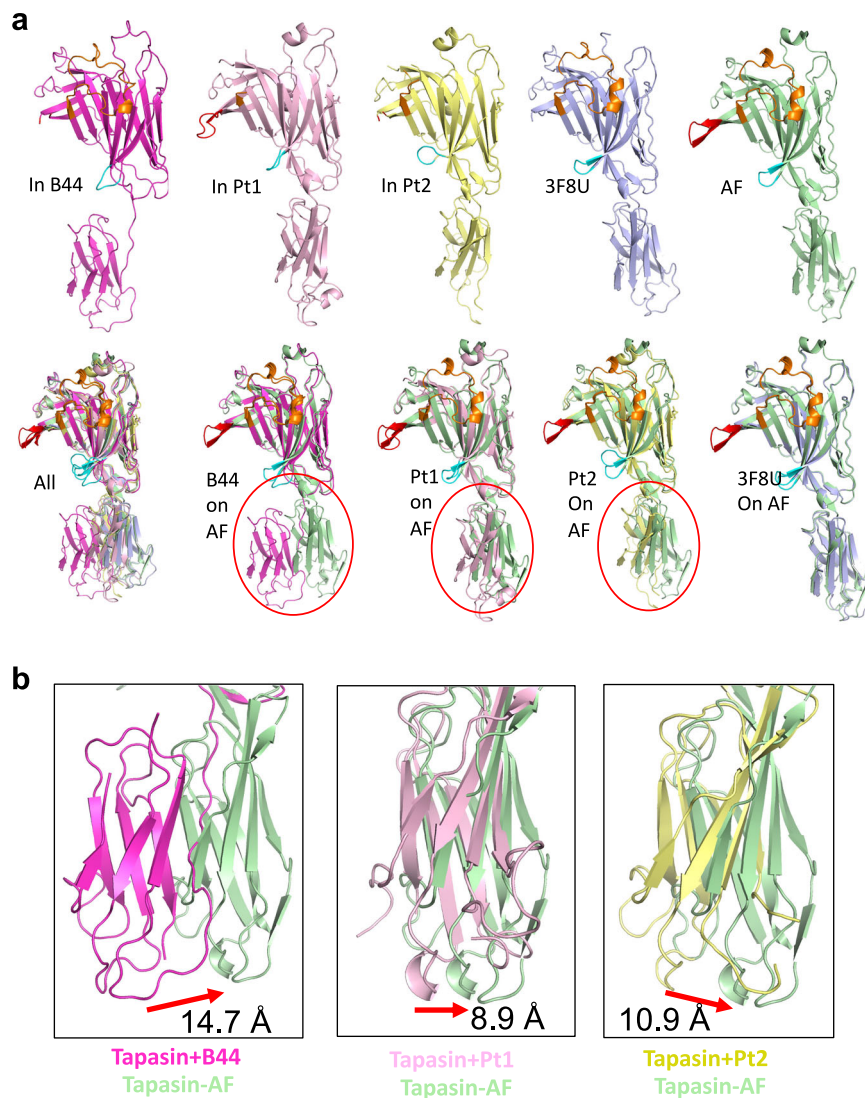 a
In B44
In Pt1
In Pt2
3F8U
AF
All
B44
on
AF
Pt1
on
AF
Pt2
On
AF
3F8U
On AF
b
14.7 Å
8.9 Å
10.9 Å
Tapasin+B44
Tapasin-AF
Tapasin+Pt1
Tapasin-AF
Tapasin+Pt2
Tapasin-AF